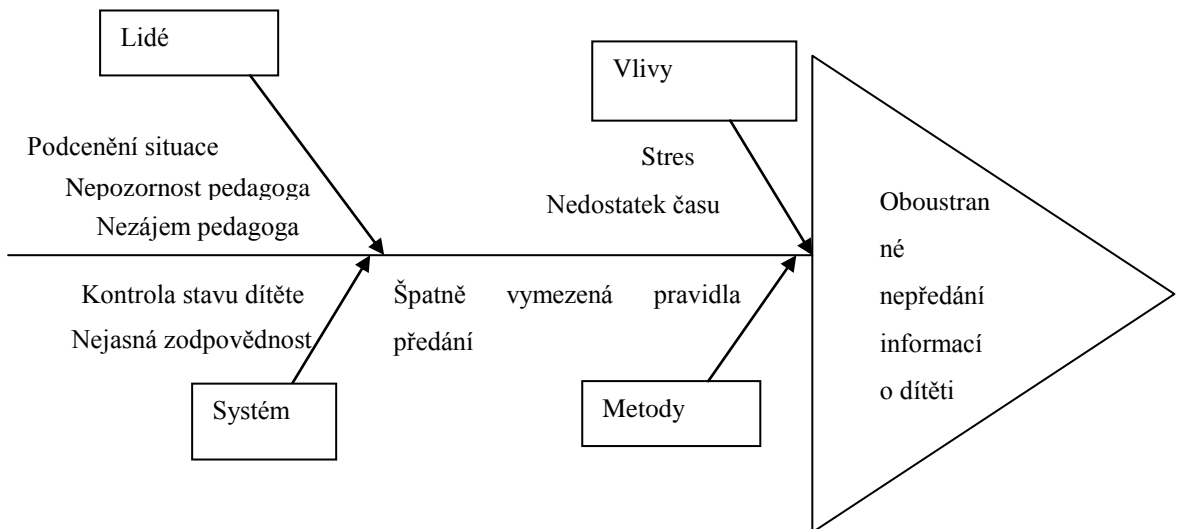 Lidé
Vlivy
Podcenění situace
Nepozornost pedagoga
Nezájem pedagoga
Stres
Nedostatek času
Oboustran
né
nepředání
informací
o dítěti
Kontrola stavu dítěte
Nejasná zodpovědnost
Špatně vymezená pravidla
předání
Systém
Metody